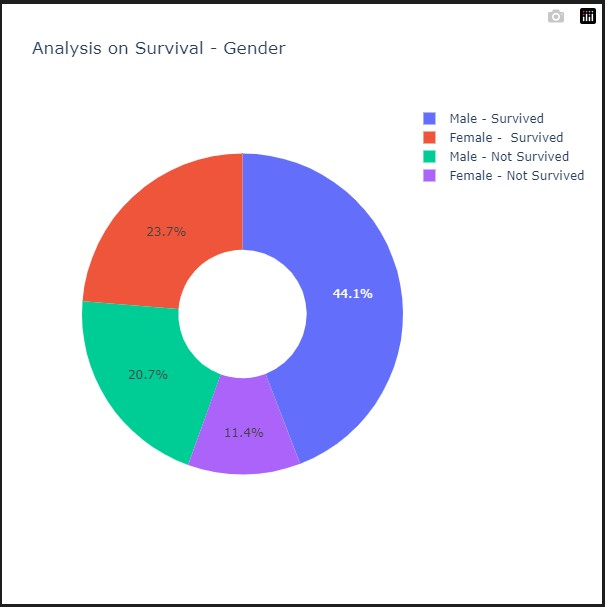 Analysis on Survival - Gender
Male - Survived
Female -  Survived
Male - Not Survived
Female - Not Survived
23.7%
44.1%
20.7%
11.4%